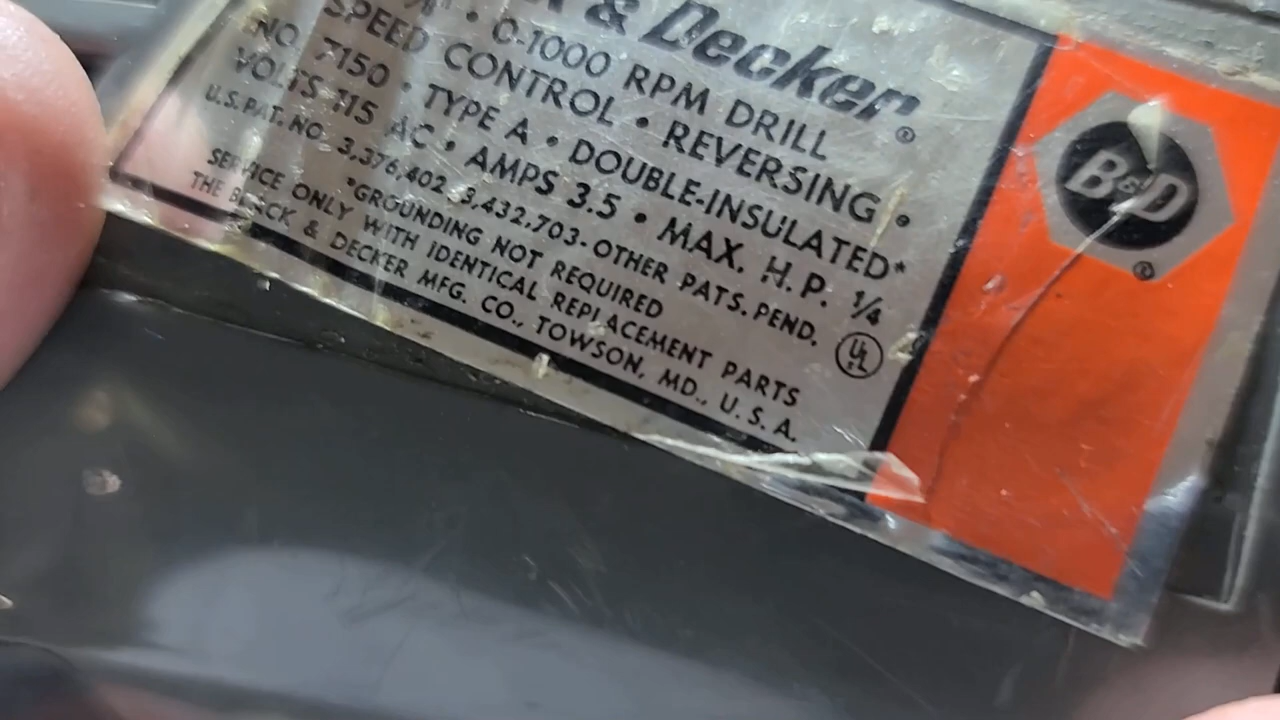 & Decker®
• 0-1000 RPM DRILL
SPEED CONTROL • REVERSING •
NO. 7150 • TYPE A • DOUBLE-INSULATED*
VOLTS 115 AC • AMPS 3.5 • MAX. H.P. 1/4
U.S. PAT. NO. 3,376,402 3,432,703-OTHER PATS. PEND.
*GROUNDING NOT REQUIRED
SERVICE ONLY WITH IDENTICAL REPLACEMENT PARTS
THE BLACK & DECKER MFG. CO., TOWSON, MD., U.S.A.
UL
B&D
®